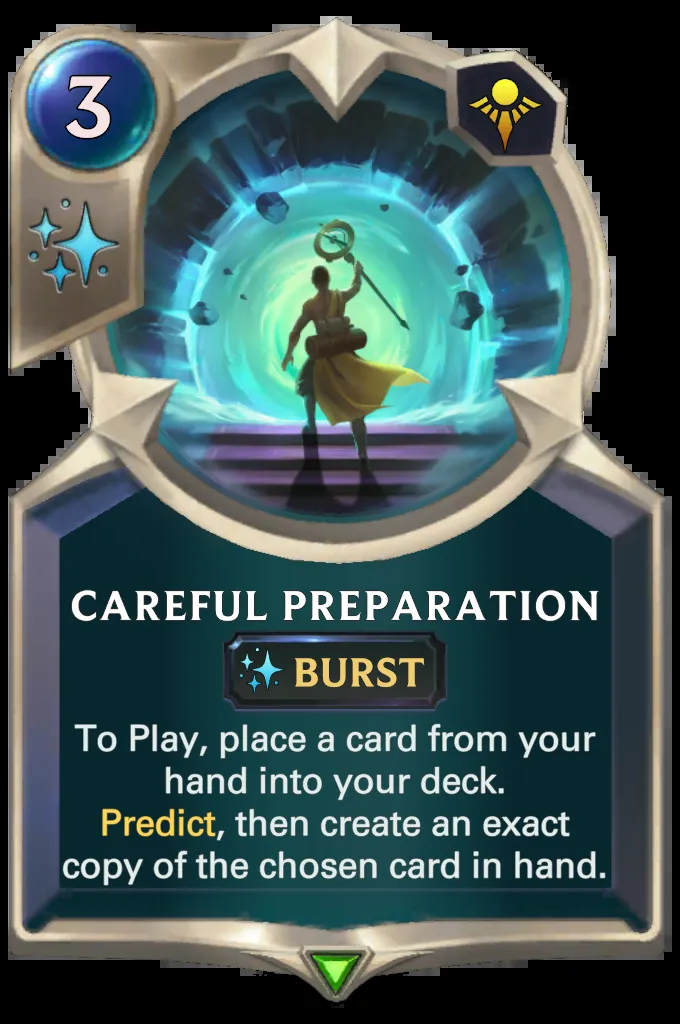 3
CAREFUL PREPARATION
BURST
To Play, place a card from your
hand into your deck.
Predict, then create an exact
copy of the chosen card in hand.